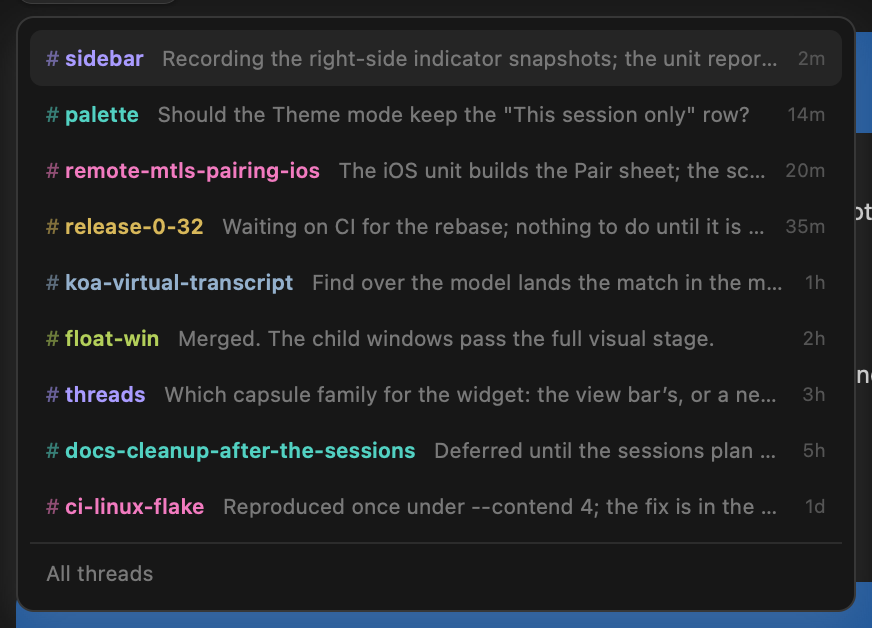 # sidebar Recording the right-side indicator snapshots; the unit repor... 2m
# palette Should the Theme mode keep the "This session only" row? 14m
# remote-mtls-pairing-ios The iOS unit builds the Pair sheet; the sc... 20m
# release-0-32 Waiting on CI for the rebase; nothing to do until it is ... 35m
# koa-virtual-transcript Find over the model lands the match in the m... 1h
# float-win Merged. The child windows pass the full visual stage. 2h
# threads Which capsule family for the widget: the view bar’s, or a ne... 3h
# docs-cleanup-after-the-sessions Deferred until the sessions plan ... 5h
# ci-linux-flake Reproduced once under --contend 4; the fix is in the ... 1d
All threads